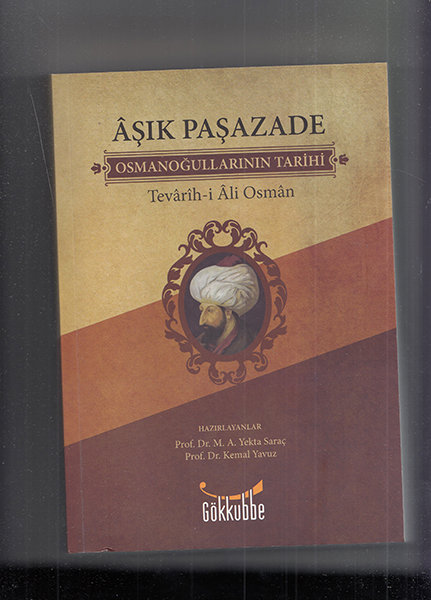 ÂŞIK PAŞAZADE
OSMANOĞULLARININ TARİHİ
Tevârîh-i Âli Osmân
HAZIRLAYANLAR
Prof. Dr. M. A. Yekta Saraç
Prof. Dr. Kemal Yavuz
Gökkubbe